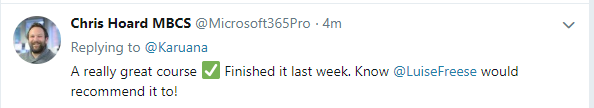 Chris Hoard MBCS @Microsoft365Pro · 4m
Replying to @Karuana
A really great course ✅ Finished it last week. Know @LuiseFreese would
recommend it to!